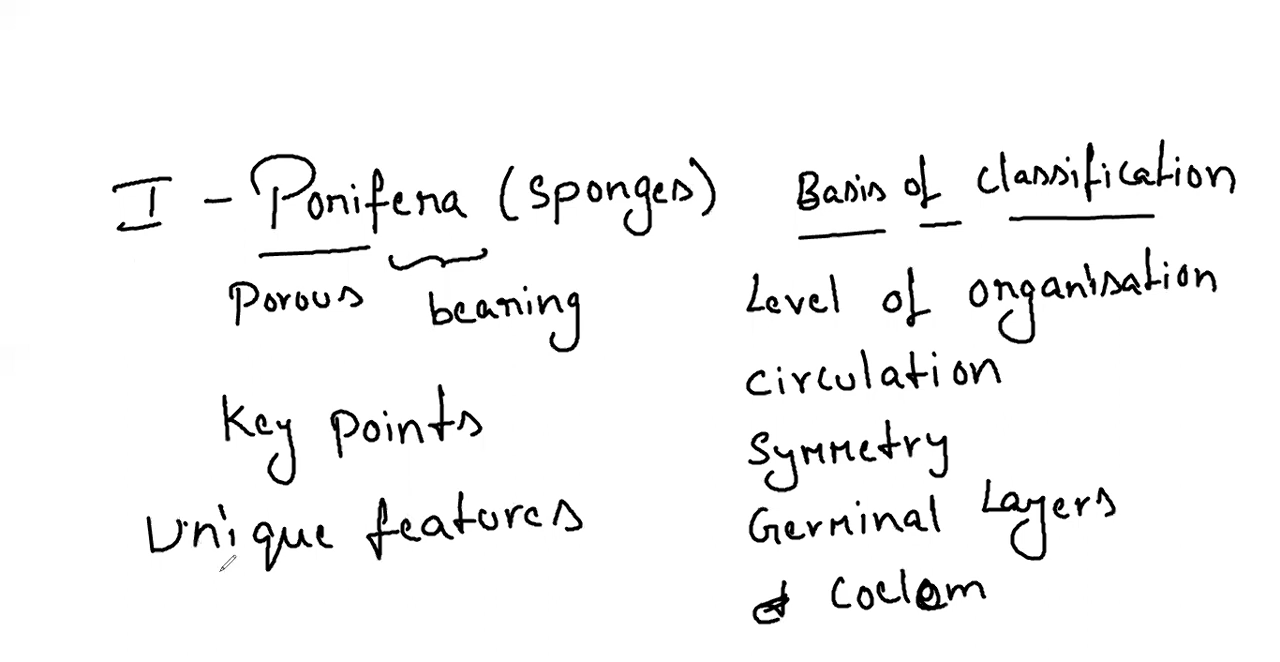 I - Porifera (sponges)
Porous bearing
Key points
Unique features
Basis of classification
Level of organisation
circulation
Symmetry
Germinal Layers
Coelom